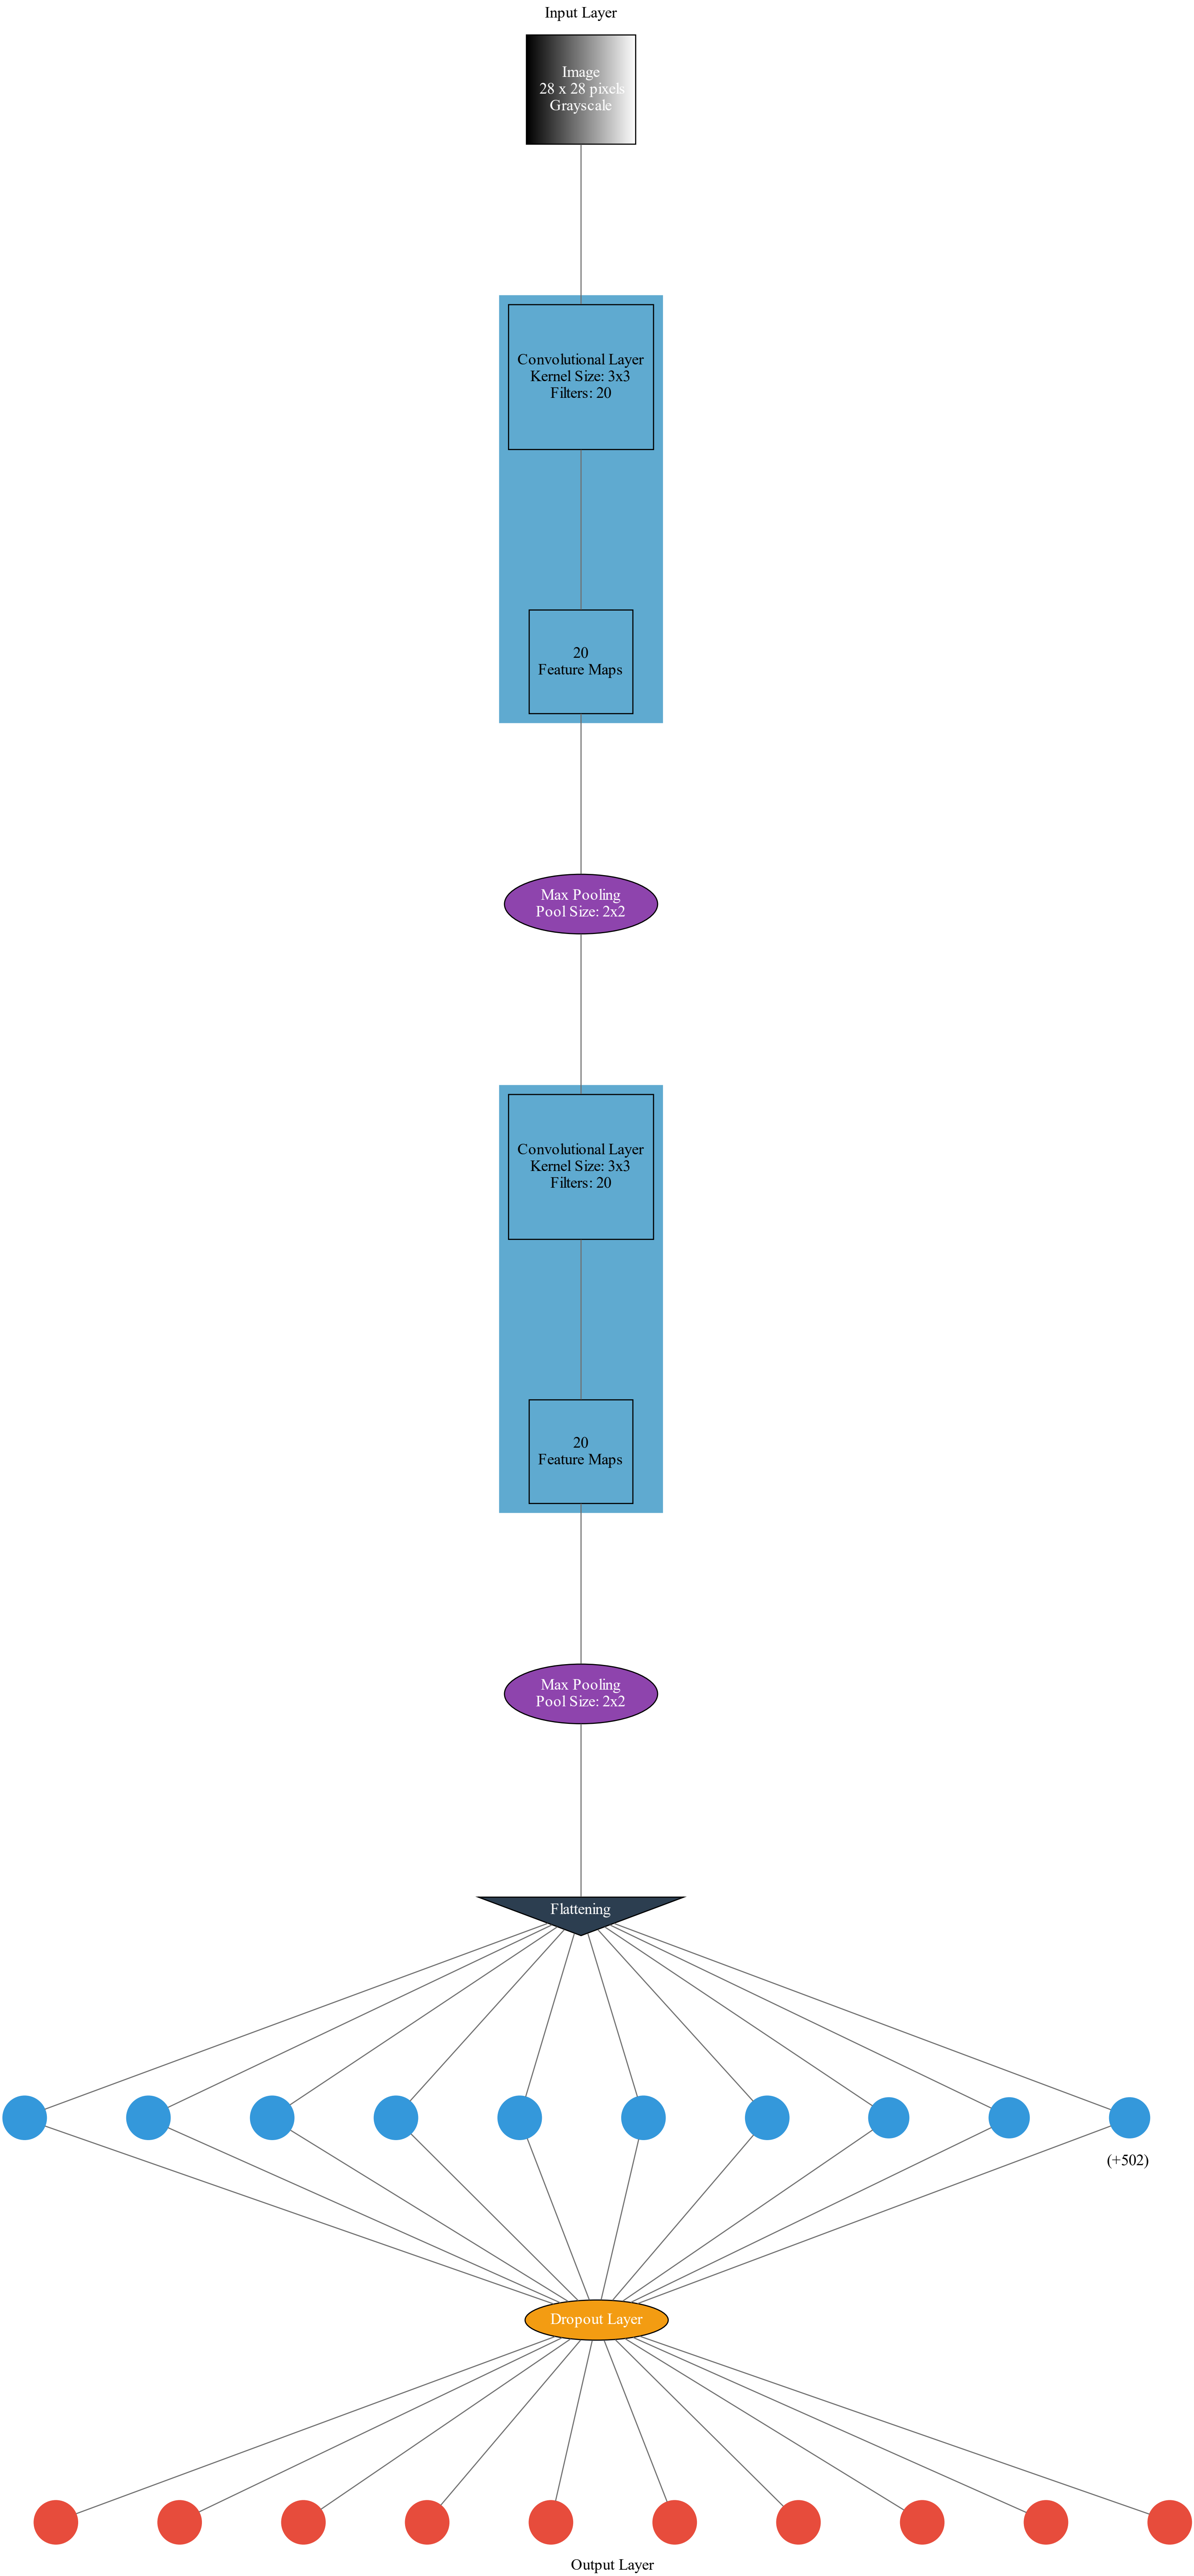 Input Layer
Image
28 x 28 pixels
Grayscale
Convolutional Layer
Kernel Size: 3x3
Filters: 20
20
Feature Maps
Max Pooling
Pool Size: 2x2
Convolutional Layer
Kernel Size: 3x3
Filters: 20
20
Feature Maps
Max Pooling
Pool Size: 2x2
Flattening
(+502)
Dropout Layer
Output Layer